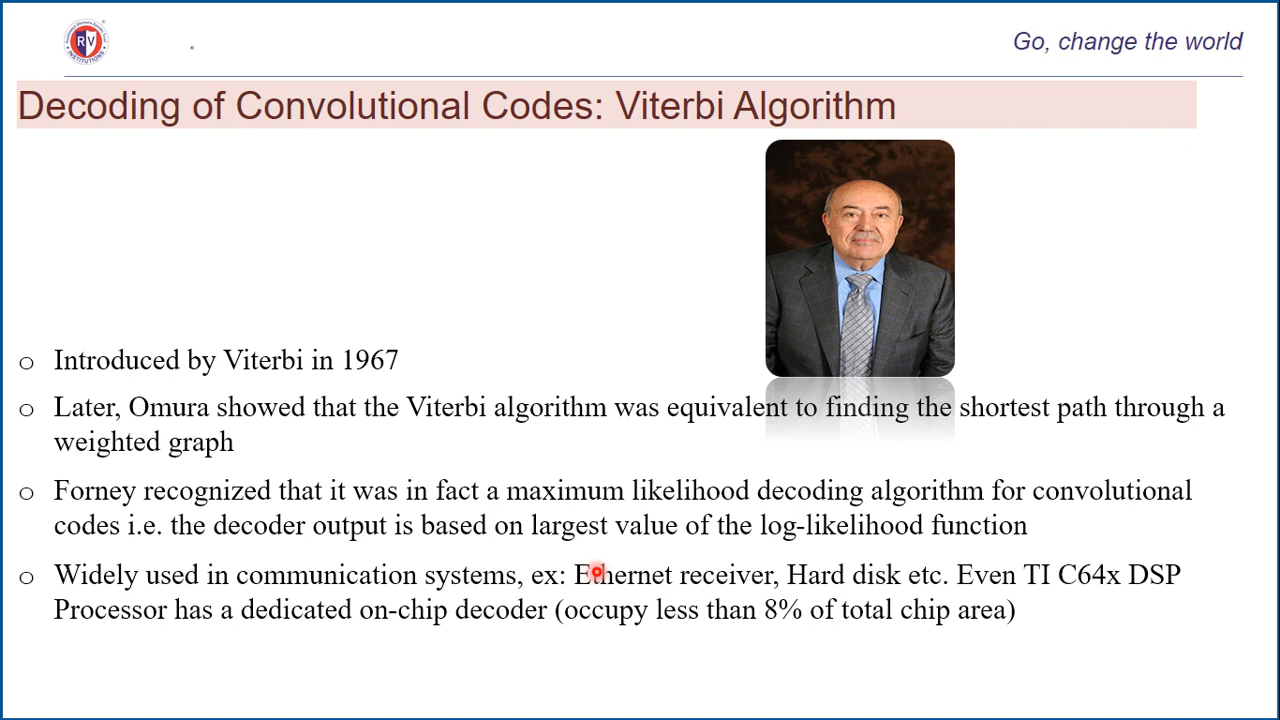 RV
INSTITUTIONS
Go, change the world
Decoding of Convolutional Codes: Viterbi Algorithm
o Introduced by Viterbi in 1967
o Later, Omura showed that the Viterbi algorithm was equivalent to finding the shortest path through a
weighted graph
o Forney recognized that it was in fact a maximum likelihood decoding algorithm for convolutional
codes i.e. the decoder output is based on largest value of the log-likelihood function
o Widely used in communication systems, ex: Ethernet receiver, Hard disk etc. Even TI C64x DSP
Processor has a dedicated on-chip decoder (occupy less than 8% of total chip area)